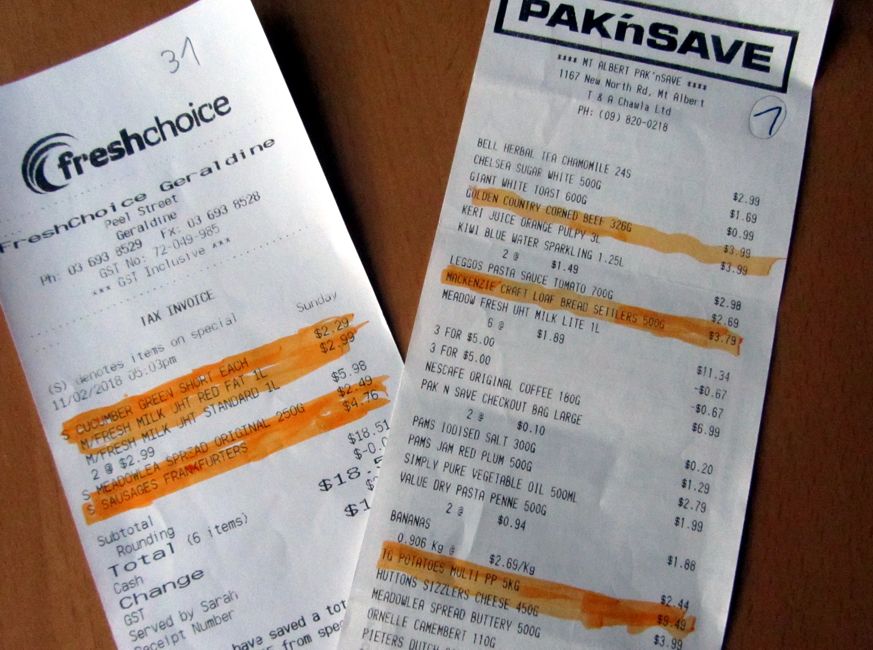 31
freshchoice
FreshChoice Geraldine
Peel Street
Geraldine
Ph: 03 693 8529 Fx: 03 693 8528
GST No: 72-049-985
*** GST Inclusive ***
TAX INVOICE
(S) denotes items on special
11/02/2018 05:03pm Sunday
S CUCUMBER GREEN SHORT EACH $2.29
M/FRESH MILK UHT RED FAT 1L $2.99
M/FRESH MILK UHT STANDARD 1L
2 @ $2.99 $5.98
S MEADOWLEA SPREAD ORIGINAL 250G $2.49
S SAUSAGES FRANKFURTERS $4.76
Subtotal $18.51
Rounding
Total (6 items)
Cash
Change
GST
Served by Sarah
Receipt Number
have saved a
PAK'nSAVE
**** MT ALBERT PAK'nSAVE ****
1167 New North Rd, Mt Albert
T & A Chawla Ltd
PH: (09) 820-0218
1
BELL HERBAL TEA CHAMOMILE 24S $2.99
CHELSEA SUGAR WHITE 500G $1.69
GIANT WHITE TOAST 600G $0.99
GOLDEN COUNTRY CORNED BEEF 326G $3.99
KERI JUICE ORANGE PULPY 3L $3.99
KIWI BLUE WATER SPARKLING 1.25L
2 @ $1.49 $2.98
LEGGOS PASTA SAUCE TOMATO 700G $2.69
MACKENZIE CRAFT LOAF BREAD SETTLERS 500G $3.79
MEADOW FRESH UHT MILK LITE 1L
6 @ $1.89 $11.34
3 FOR $5.00 -$0.67
3 FOR $5.00 -$0.67
NESCAFE ORIGINAL COFFEE 180G $6.99
PAK N SAVE CHECKOUT BAG LARGE
2 @ $0.10 $0.20
PAMS IODISED SALT 300G $1.29
PAMS JAM RED PLUM 500G $2.79
SIMPLY PURE VEGETABLE OIL 500ML $1.99
VALUE DRY PASTA PENNE 500G
2 @ $0.94 $1.88
BANANAS
0.906 Kg @ $2.69/Kg $2.44
TO POTATOES MULTI PP 5KG $9.49
HUTTONS SIZZLERS CHEESE 450G $3.99
MEADOWLEA SPREAD BUTTERY 500G
ORNELLE CAMEMBERT 110G
PIETERS DUTCH